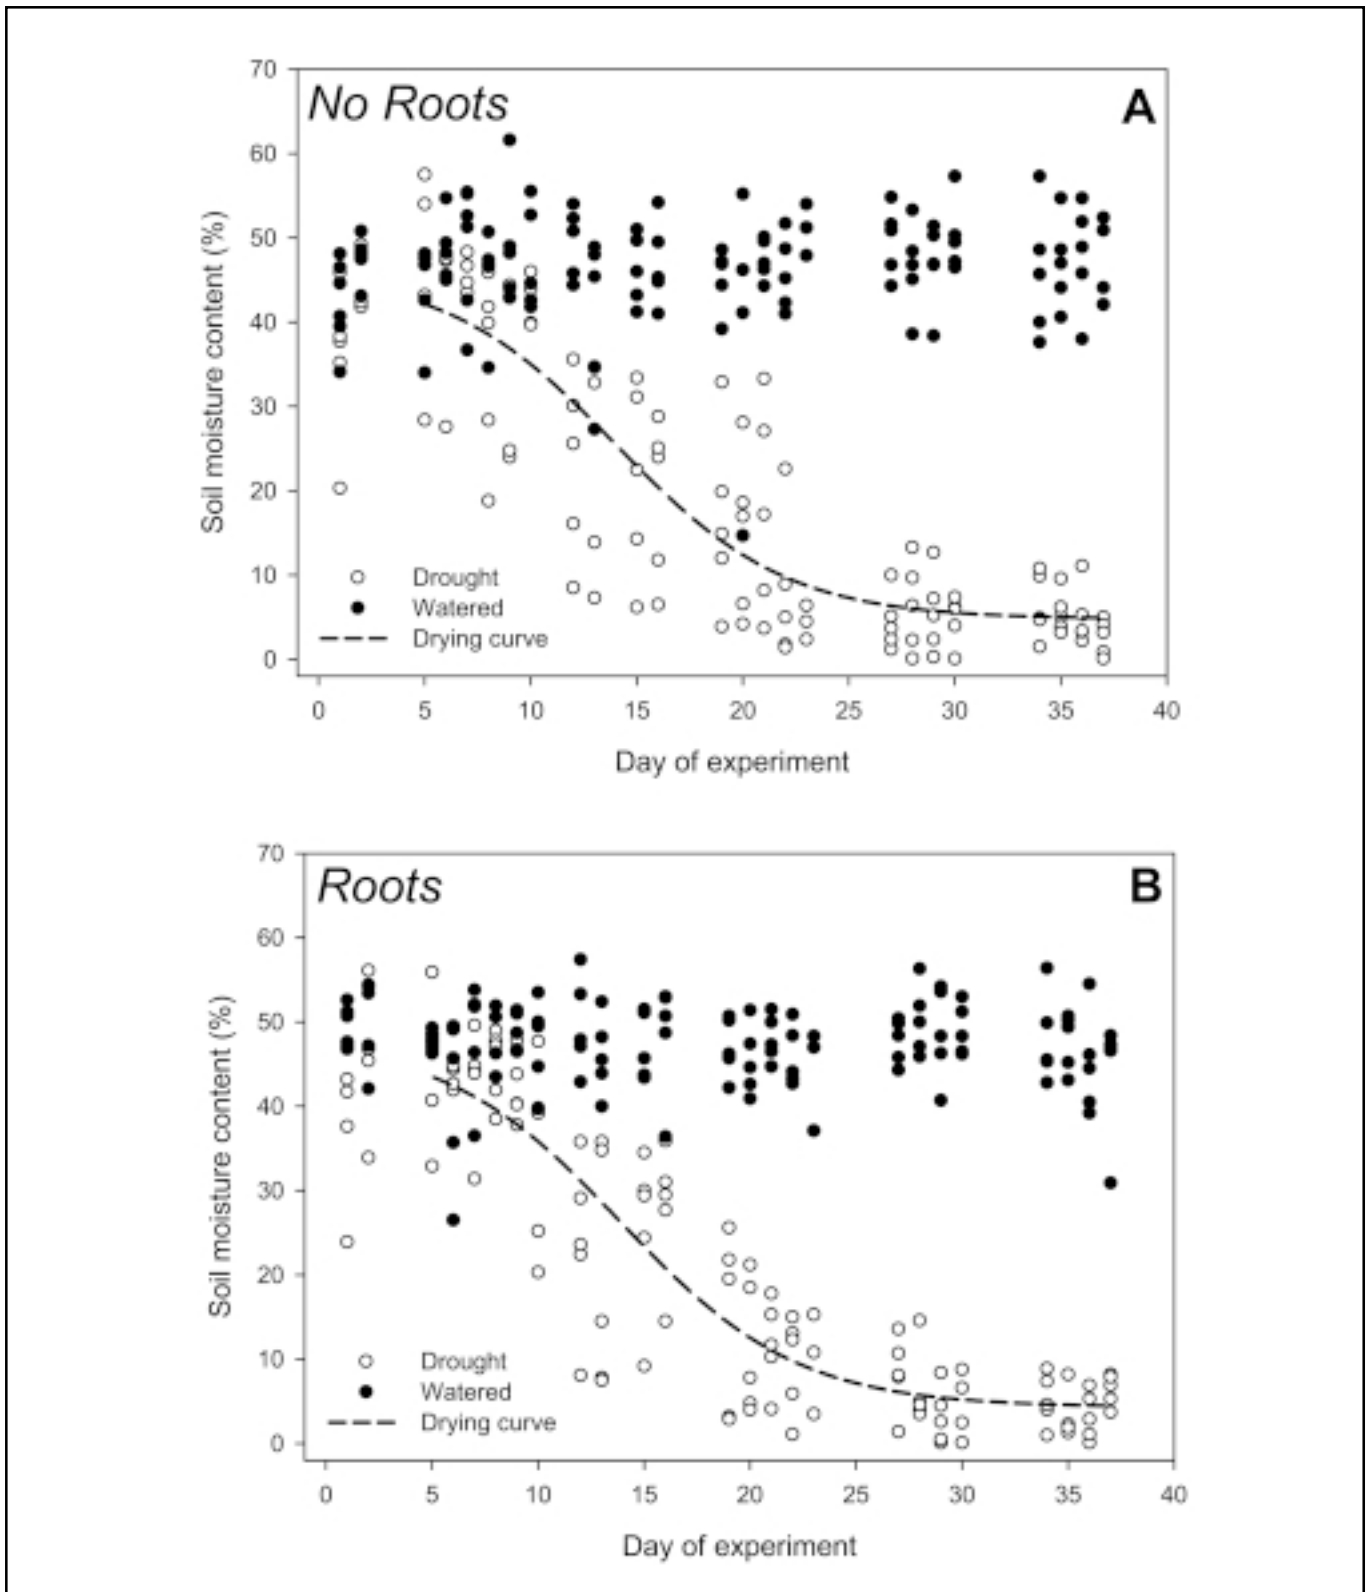 70
No Roots
A
60
50
40
30
20
10
0
Soil moisture content (%)
Drought
Watered
Drying curve
0 5 10 15 20 25 30 35 40
Day of experiment
70
Roots
B
60
50
40
30
20
10
0
Soil moisture content (%)
Drought
Watered
Drying curve
0 5 10 15 20 25 30 35 40
Day of experiment